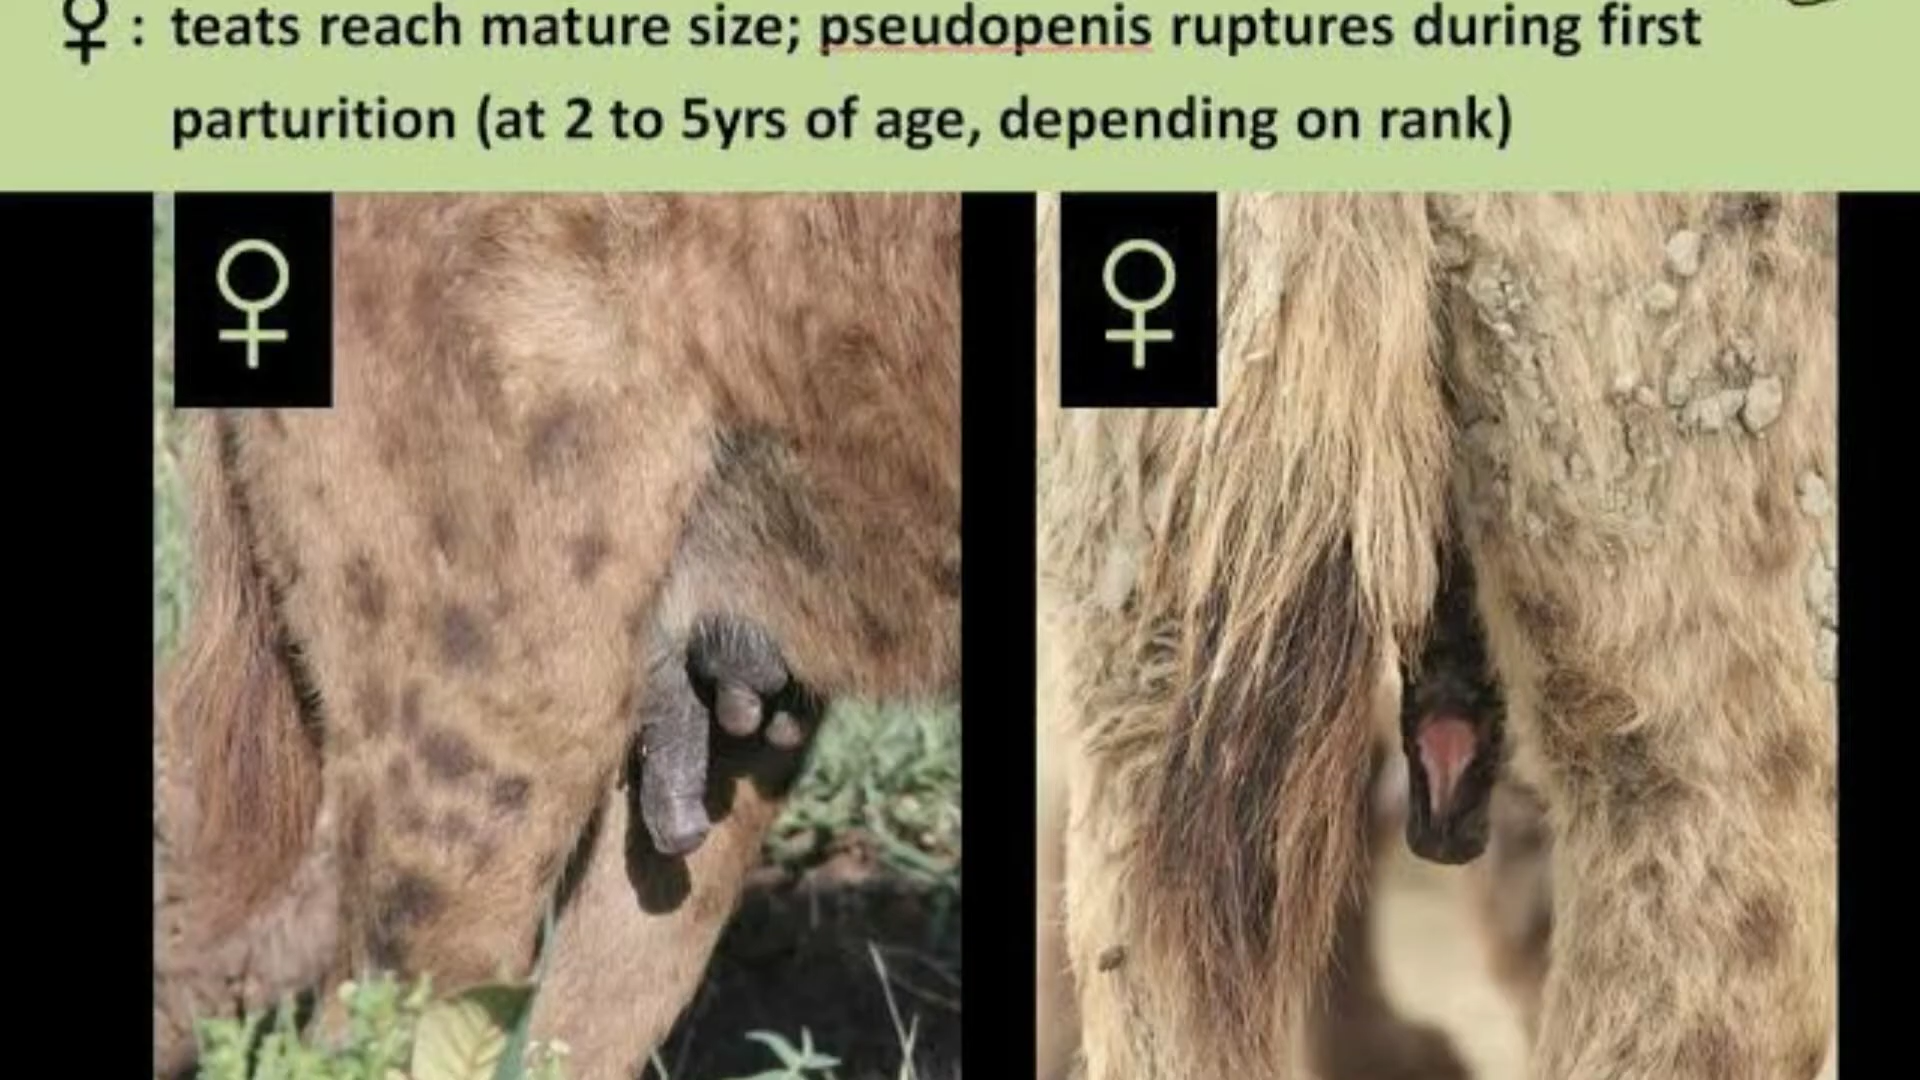 ♀ : teats reach mature size; pseudopenis ruptures during first
parturition (at 2 to 5yrs of age, depending on rank)
♀
♀